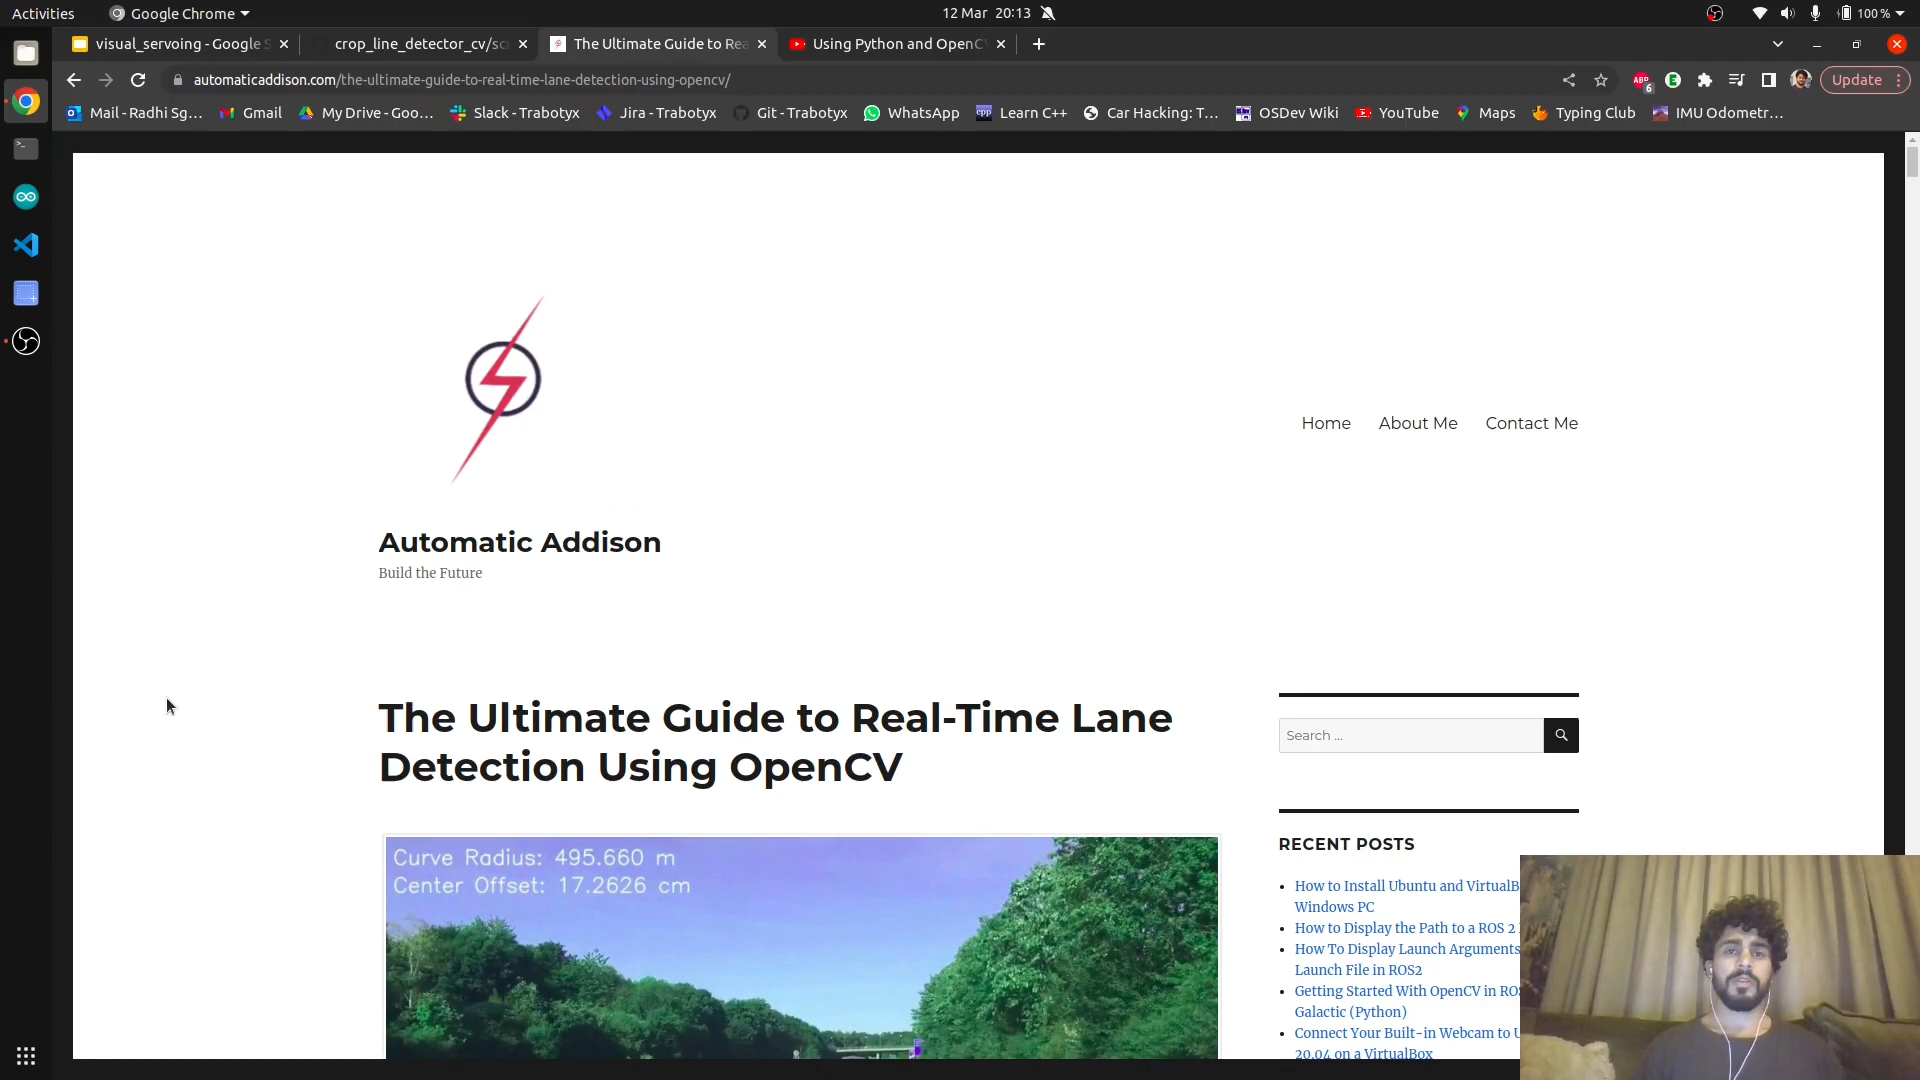 Activities
Google Chrome
12 Mar 20:13
100 %
visual_servoing - Google S
crop_line_detector_cv/scr
The Ultimate Guide to Rea
Using Python and OpenC
automaticaddison.com/the-ultimate-guide-to-real-time-lane-detection-using-opencv/
ABP
6
Update
Mail - Radhi Sg...
Gmail
My Drive - Goo...
Slack - Trabotyx
Jira - Trabotyx
Git - Trabotyx
WhatsApp
Learn C++
Car Hacking: T...
OSDev Wiki
YouTube
Maps
Typing Club
IMU Odometr...
Automatic Addison
Build the Future
Home
About Me
Contact Me
The Ultimate Guide to Real-Time Lane
Detection Using OpenCV
Search ...
Curve Radius: 495.660 m
Center Offset: 17.2626 cm
RECENT POSTS
How to Install Ubuntu and VirtualB
Windows PC
How to Display the Path to a ROS 2
How To Display Launch Arguments
Launch File in ROS2
Getting Started With OpenCV in ROS
Galactic (Python)
Connect Your Built-in Webcam to U
20.04 on a VirtualBox